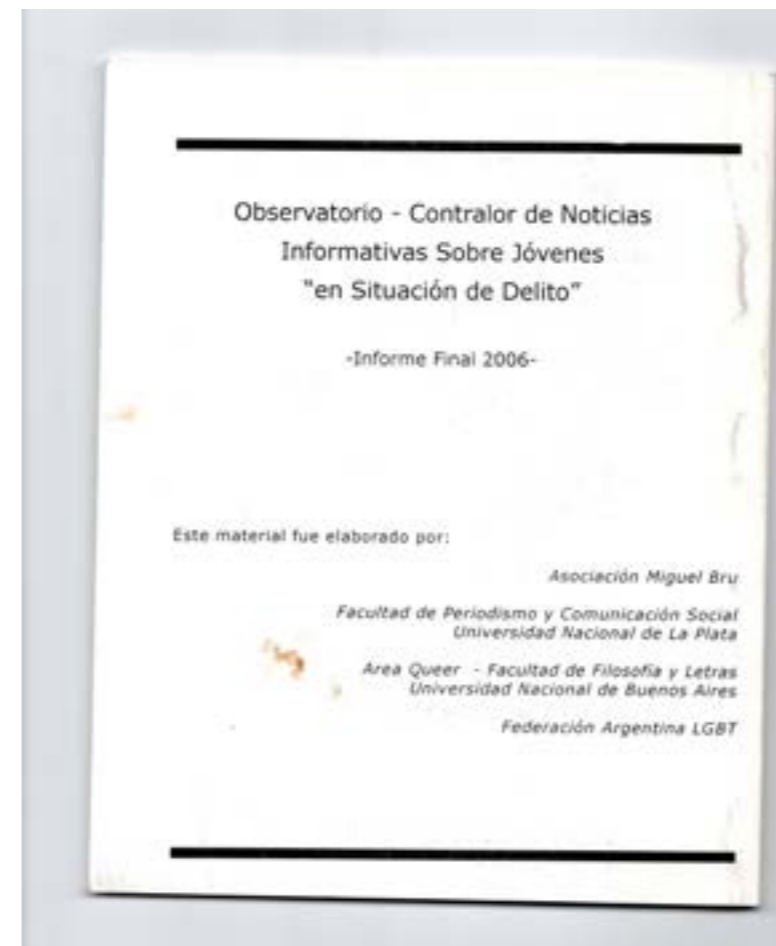 Observatorio - Contralor de Noticias
Informativas Sobre Jóvenes
"en Situación de Delito”
-Informe Final 2006-
Este material fue elaborado por:
Asociación Miguel Bru
Facultad de Periodismo y Comunicación Social
Universidad Nacional de La Plata
Area Queer - Facultad de Filosofía y Letras
Universidad Nacional de Buenos Aires
Federación Argentina LGBT